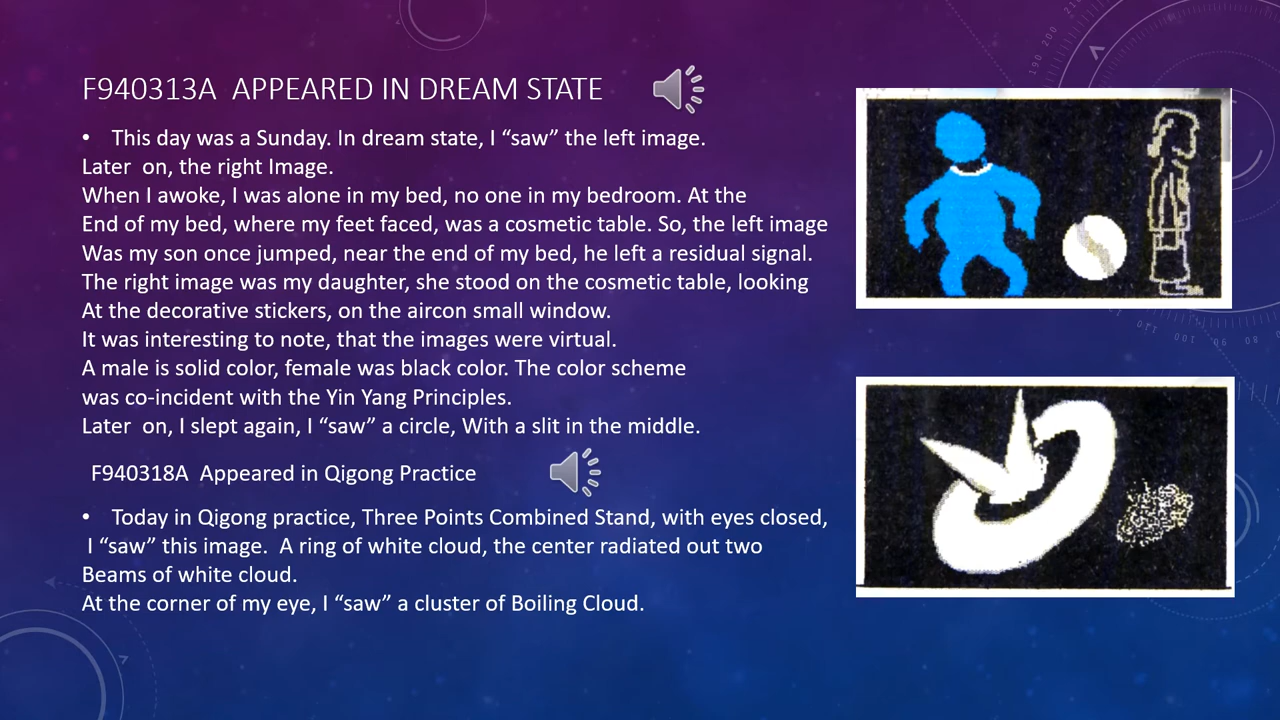 F940313A APPEARED IN DREAM STATE
• This day was a Sunday. In dream state, I “saw” the left image.
Later on, the right Image.
When I awoke, I was alone in my bed, no one in my bedroom. At the
End of my bed, where my feet faced, was a cosmetic table. So, the left image
Was my son once jumped, near the end of my bed, he left a residual signal.
The right image was my daughter, she stood on the cosmetic table, looking
At the decorative stickers, on the aircon small window.
It was interesting to note, that the images were virtual.
A male is solid color, female was black color. The color scheme
was co-incident with the Yin Yang Principles.
Later on, I slept again, I “saw” a circle, With a slit in the middle.
F940318A Appeared in Qigong Practice
• Today in Qigong practice, Three Points Combined Stand, with eyes closed,
I “saw” this image. A ring of white cloud, the center radiated out two
Beams of white cloud.
At the corner of my eye, I “saw” a cluster of Boiling Cloud.
190 200
210
120 110 100 90 80